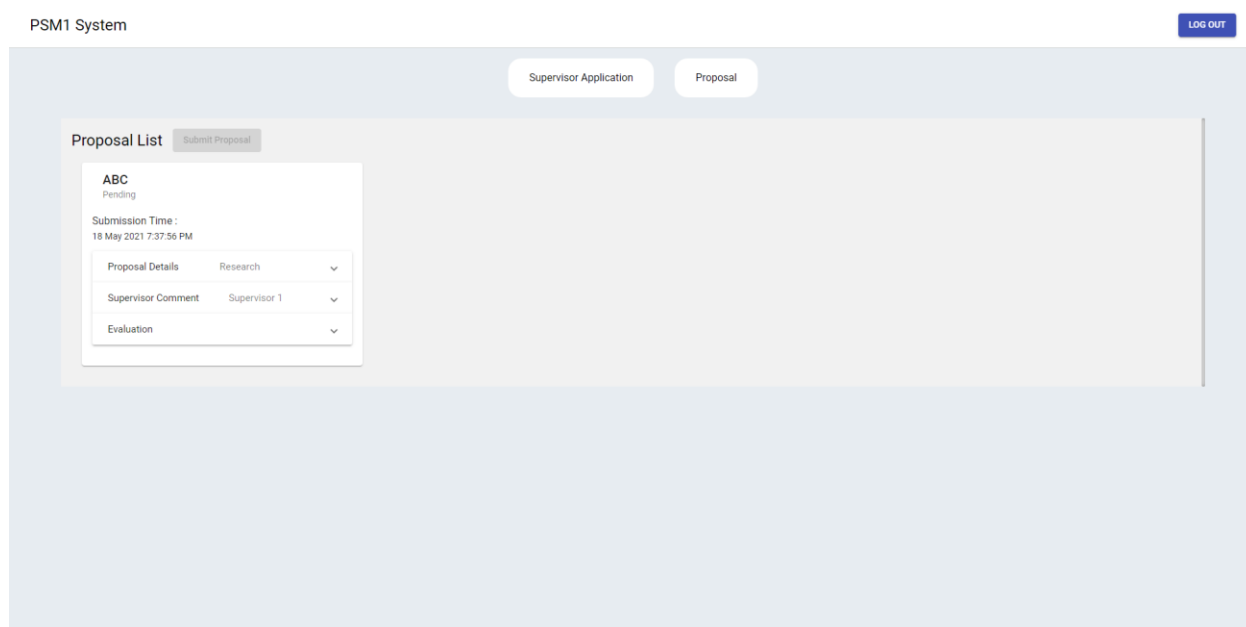 PSM1 System
LOG OUT
Supervisor Application
Proposal
Proposal List
Submit Proposal
ABC
Pending
Submission Time :
18 May 2021 7:37:56 PM
Proposal Details Research
Supervisor Comment Supervisor 1
Evaluation